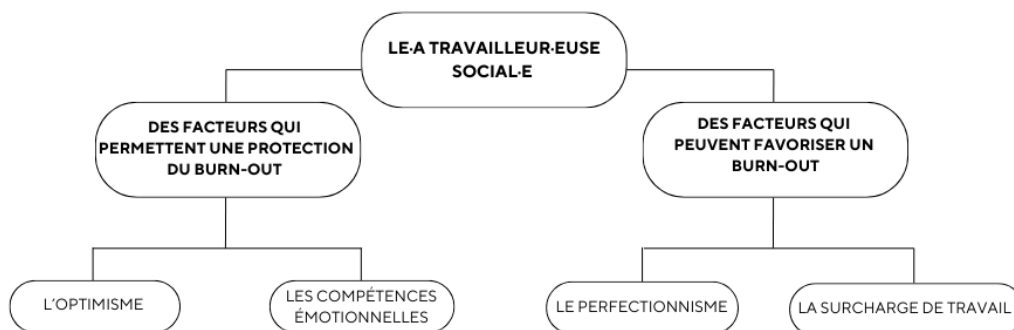 LE·A TRAVAILLEUR·EUSE
SOCIAL·E
DES FACTEURS QUI
PERMETTENT UNE PROTECTION
DU BURN-OUT
DES FACTEURS QUI
PEUVENT FAVORISER UN
BURN-OUT
L'OPTIMISME
LES COMPÉTENCES
ÉMOTIONNELLES
LE PERFECTIONNISME
LA SURCHARGE DE TRAVAIL